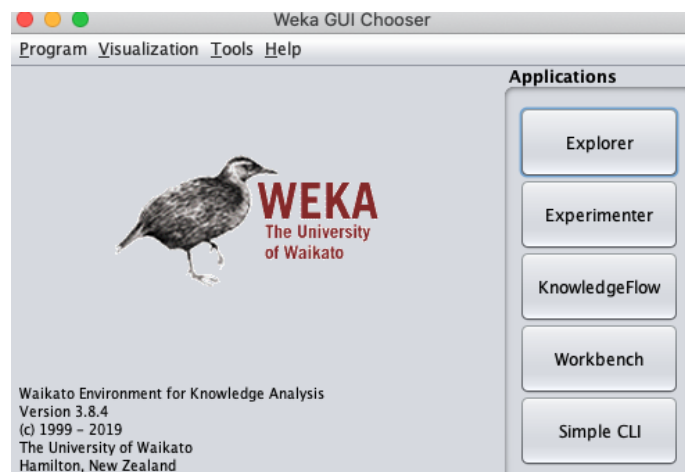 Weka GUI Chooser
Program Visualization Tools Help
Applications
Explorer
Experimenter
KnowledgeFlow
Workbench
Simple CLI
WEKA
The University
of Waikato
Waikato Environment for Knowledge Analysis
Version 3.8.4
(c) 1999 - 2019
The University of Waikato
Hamilton, New Zealand